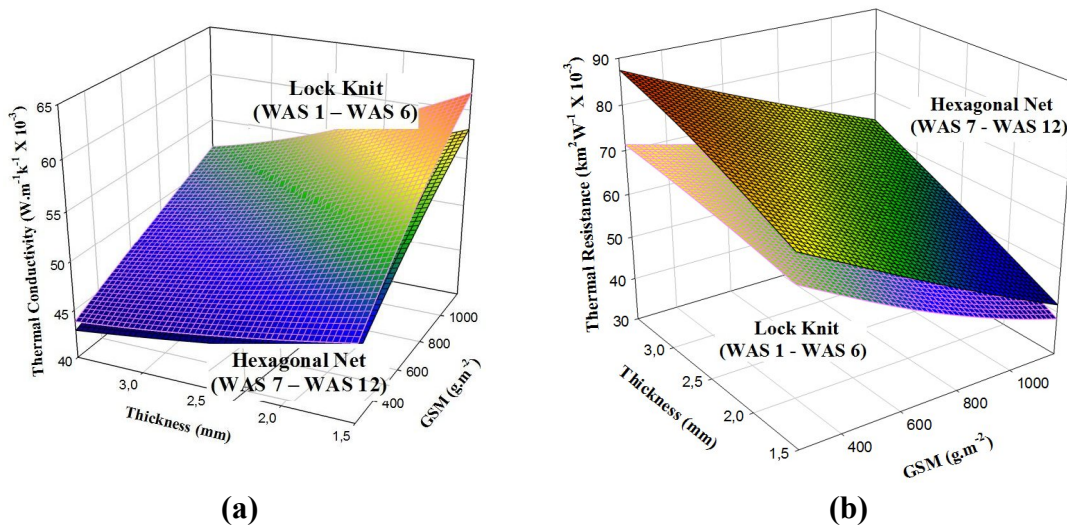 Thermal Conductivity (W.m⁻¹k⁻¹ X 10⁻³)
65
60
55
50
45
40
Lock Knit
(WAS 1 – WAS 6)
Hexagonal Net
(WAS 7 – WAS 12)
3,0
2,5
2,0
1,5
Thickness (mm)
400
600
800
1000
GSM (g.m⁻²)
(a)
Thermal Resistance (km²W⁻¹ X 10⁻³)
90
80
70
60
50
40
30
Hexagonal Net
(WAS 7 - WAS 12)
Lock Knit
(WAS 1 - WAS 6)
3,0
2,5
2,0
1,5
Thickness (mm)
400
600
800
1000
GSM (g.m⁻²)
(b)